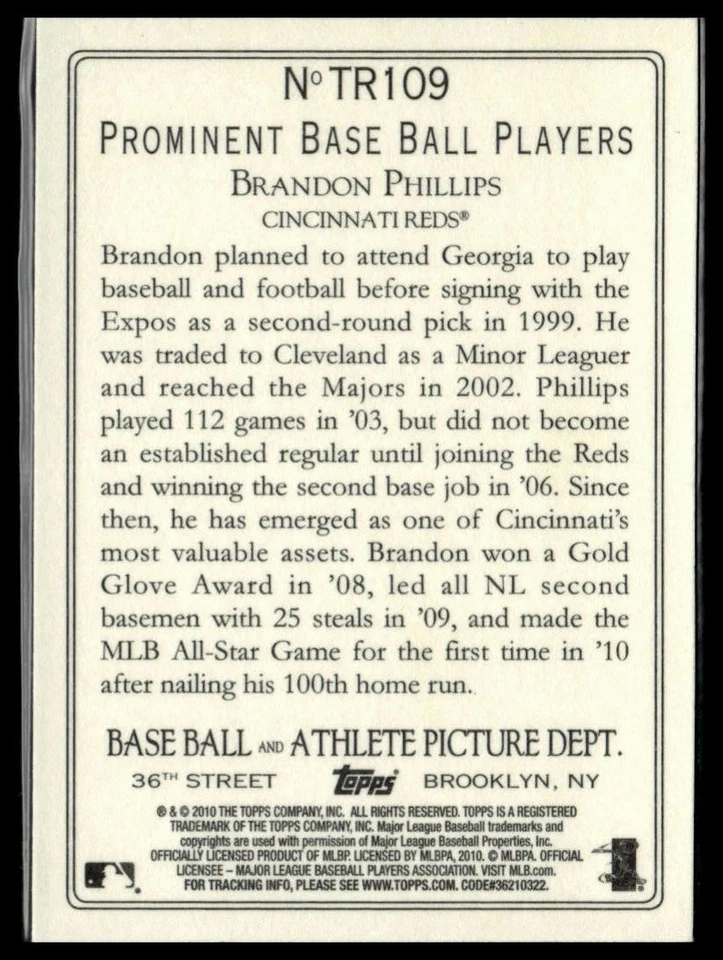 Nº TR109
PROMINENT BASE BALL PLAYERS
BRANDON PHILLIPS
CINCINNATI REDS®
Brandon planned to attend Georgia to play
baseball and football before signing with the
Expos as a second-round pick in 1999. He
was traded to Cleveland as a Minor Leaguer
and reached the Majors in 2002. Phillips
played 112 games in '03, but did not become
an established regular until joining the Reds
and winning the second base job in '06. Since
then, he has emerged as one of Cincinnati's
most valuable assets. Brandon won a Gold
Glove Award in '08, led all NL second
basemen with 25 steals in '09, and made the
MLB All-Star Game for the first time in '10
after nailing his 100th home run.
BASE BALL AND ATHLETE PICTURE DEPT.
36TH STREET Topps BROOKLYN, NY
® & © 2010 THE TOPPS COMPANY, INC. ALL RIGHTS RESERVED. TOPPS IS A REGISTERED
TRADEMARK OF THE TOPPS COMPANY, INC. Major League Baseball trademarks and
copyrights are used with permission of Major League Baseball Properties, Inc.
OFFICIALLY LICENSED PRODUCT OF MLBP. LICENSED BY MLBPA, 2010. © MLBPA. OFFICIAL
LICENSEE – MAJOR LEAGUE BASEBALL PLAYERS ASSOCIATION. VISIT MLB.com.
FOR TRACKING INFO, PLEASE SEE WWW.TOPPS.COM. CODE#36210322.